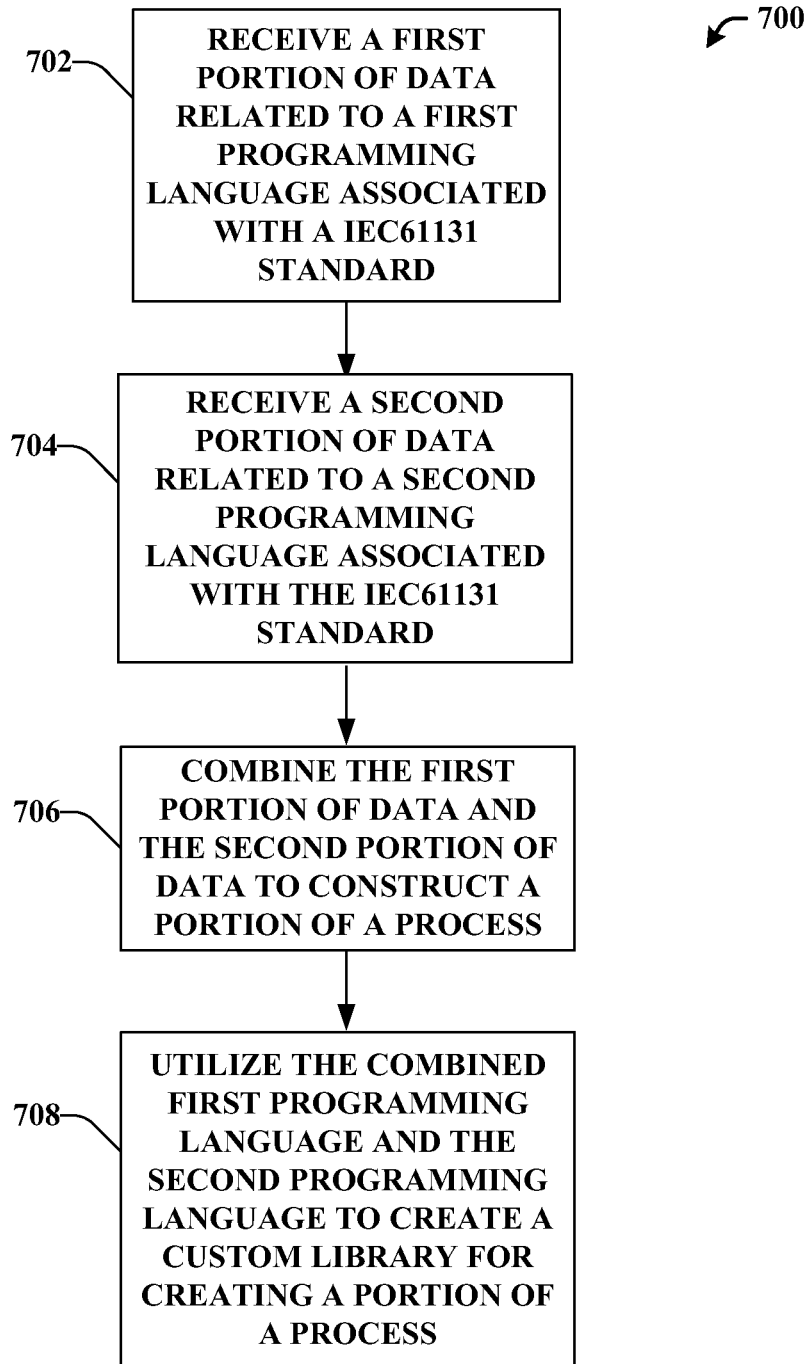 700
702
RECEIVE A FIRST
PORTION OF DATA
RELATED TO A FIRST
PROGRAMMING
LANGUAGE ASSOCIATED
WITH A IEC61131
STANDARD
704
RECEIVE A SECOND
PORTION OF DATA
RELATED TO A SECOND
PROGRAMMING
LANGUAGE ASSOCIATED
WITH THE IEC61131
STANDARD
706
COMBINE THE FIRST
PORTION OF DATA AND
THE SECOND PORTION OF
DATA TO CONSTRUCT A
PORTION OF A PROCESS
708
UTILIZE THE COMBINED
FIRST PROGRAMMING
LANGUAGE AND THE
SECOND PROGRAMMING
LANGUAGE TO CREATE A
CUSTOM LIBRARY FOR
CREATING A PORTION OF
A PROCESS